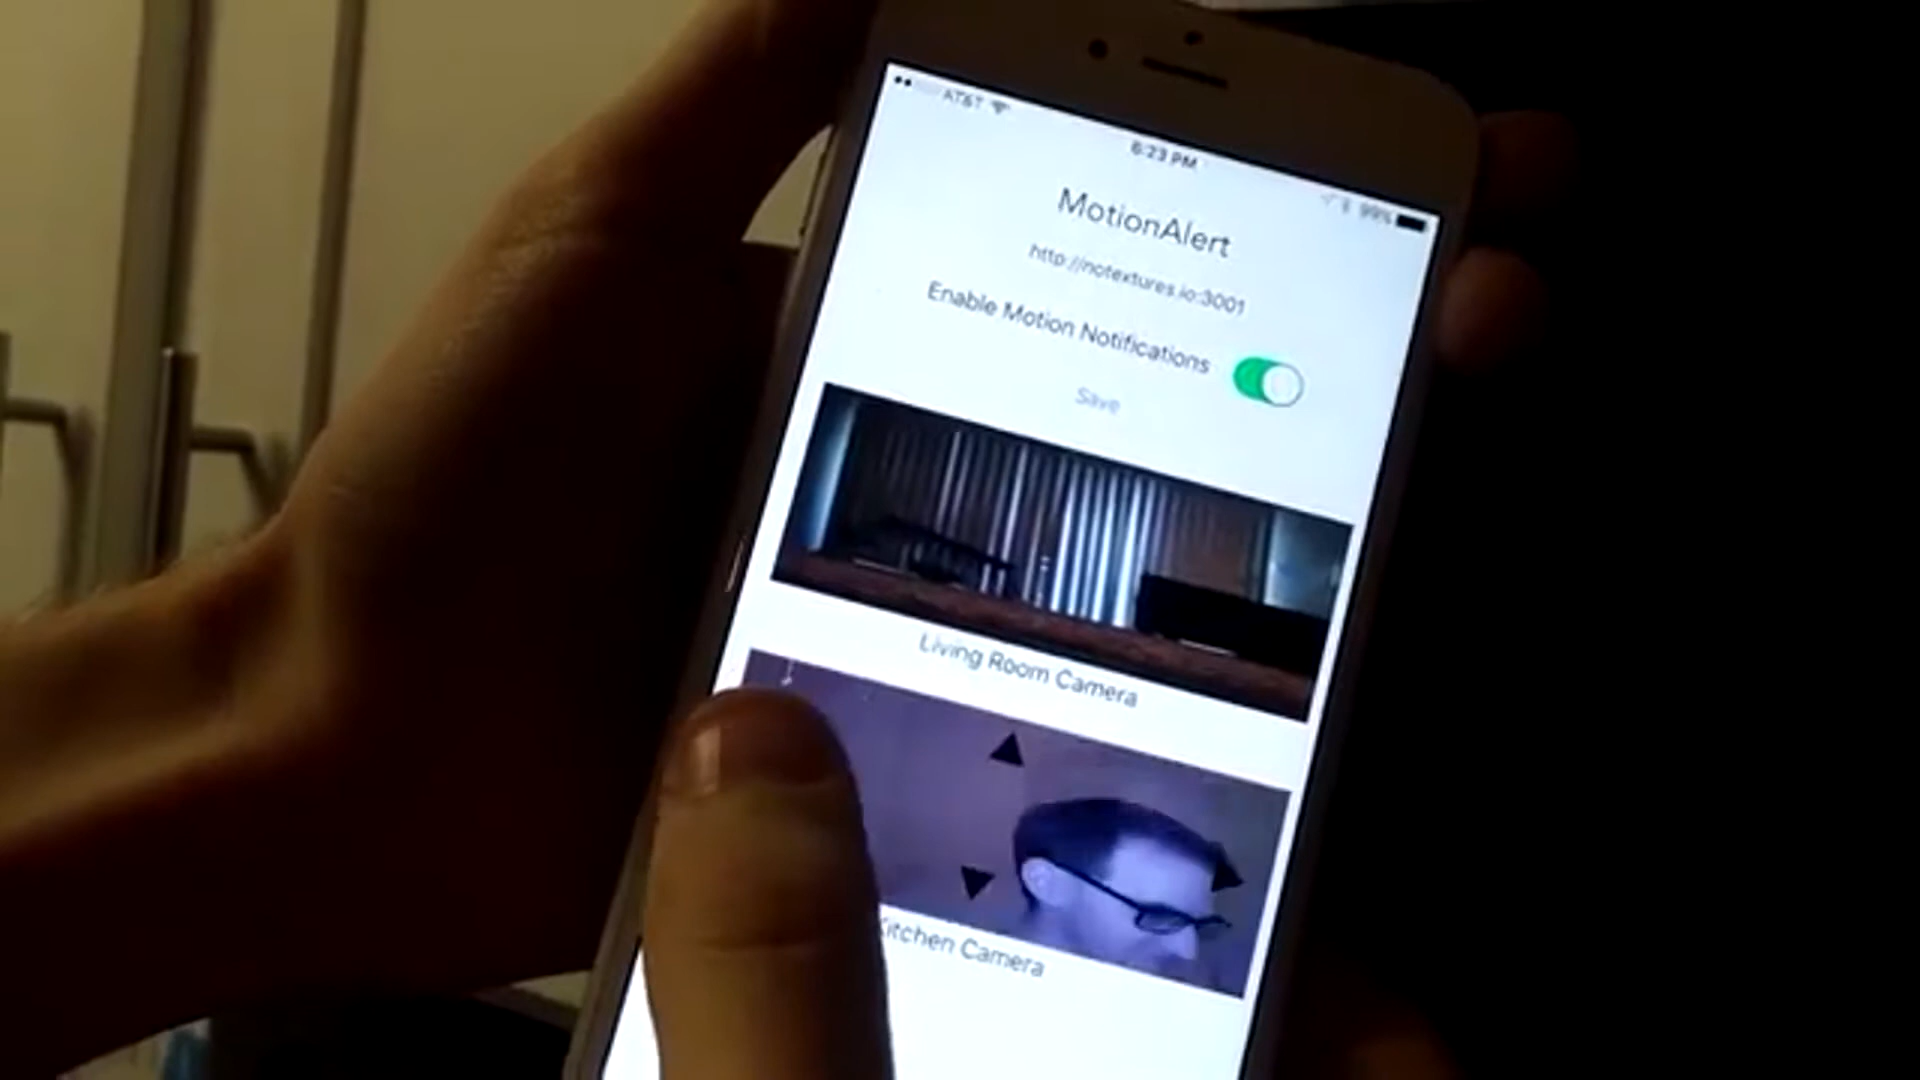 AT&T
6:23 PM
99%
MotionAlert
http://notextures.io:3001
Enable Motion Notifications
Save
Living Room Camera
Kitchen Camera